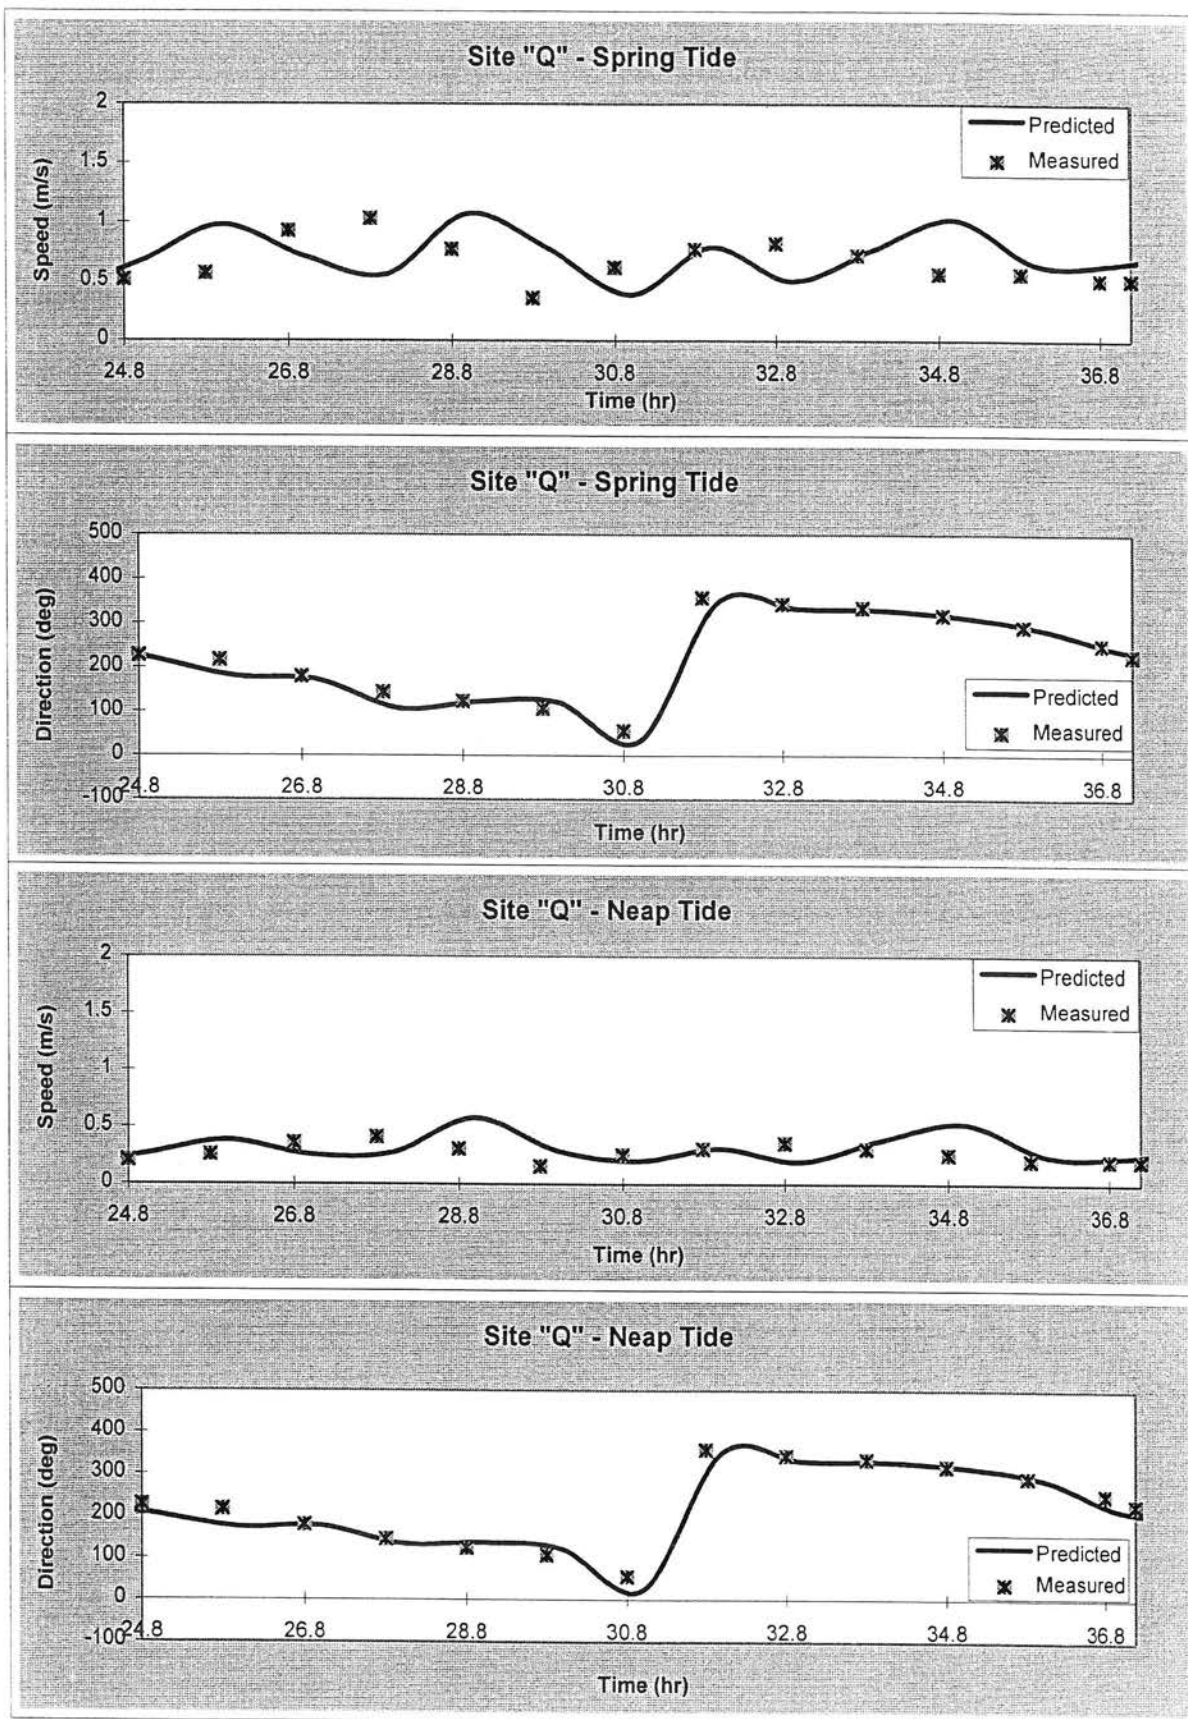 Site "Q" - Spring Tide
2
1.5
1
0.5
0
Speed (m/s)
Predicted
Measured
24.8 26.8 28.8 30.8 32.8 34.8 36.8
Time (hr)
Site "Q" - Spring Tide
500
400
300
200
100
0
-100
Direction (deg)
Predicted
Measured
24.8 26.8 28.8 30.8 32.8 34.8 36.8
Time (hr)
Site "Q" - Neap Tide
2
1.5
1
0.5
0
Speed (m/s)
Predicted
Measured
24.8 26.8 28.8 30.8 32.8 34.8 36.8
Time (hr)
Site "Q" - Neap Tide
500
400
300
200
100
0
-100
Direction (deg)
Predicted
Measured
24.8 26.8 28.8 30.8 32.8 34.8 36.8
Time (hr)